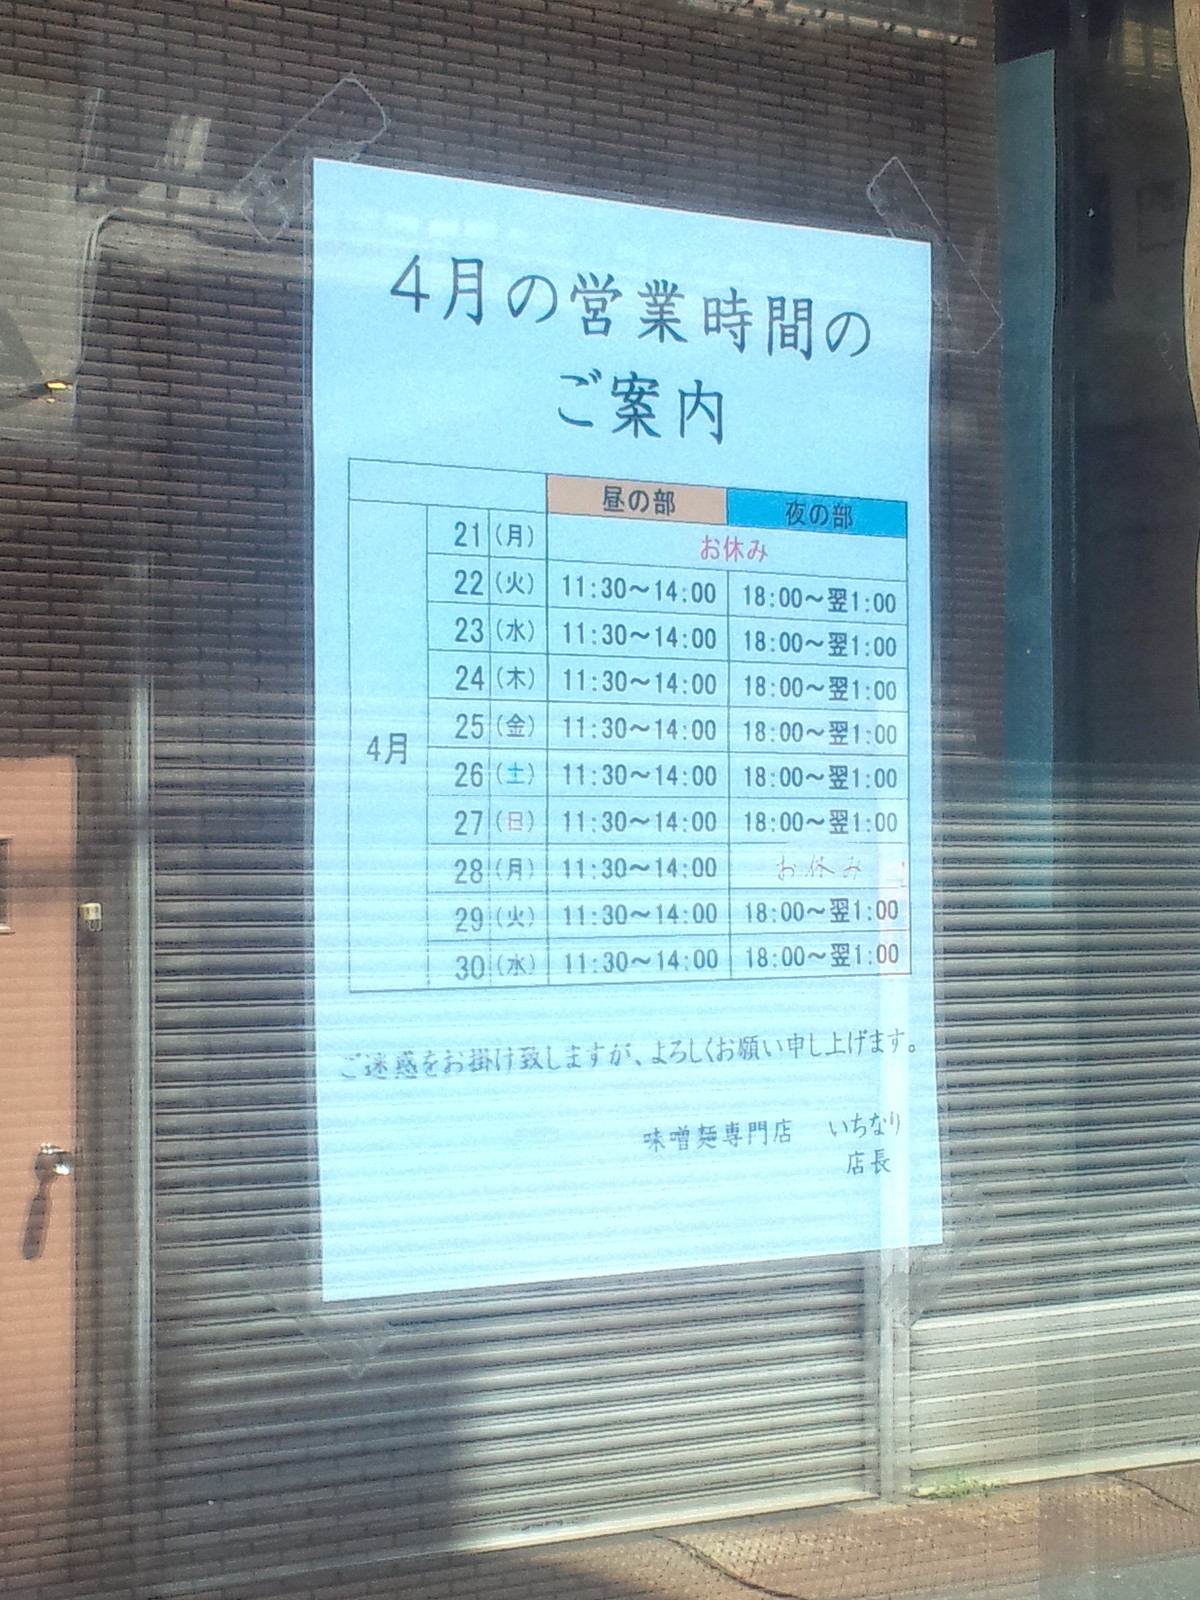 4月の営業時間の
ご案内
昼の部 夜の部
4月
21 (月) お休み
22 (火) 11:30～14:00 18:00～翌1:00
23 (水) 11:30～14:00 18:00～翌1:00
24 (木) 11:30～14:00 18:00～翌1:00
25 (金) 11:30～14:00 18:00～翌1:00
26 (土) 11:30～14:00 18:00～翌1:00
27 (日) 11:30～14:00 18:00～翌1:00
28 (月) 11:30～14:00 お休み
29 (火) 11:30～14:00 18:00～翌1:00
30 (水) 11:30～14:00 18:00～翌1:00
ご迷惑をお掛け致しますが、よろしくお願い申し上げます。
味噌麺専門店 いちなり
店長